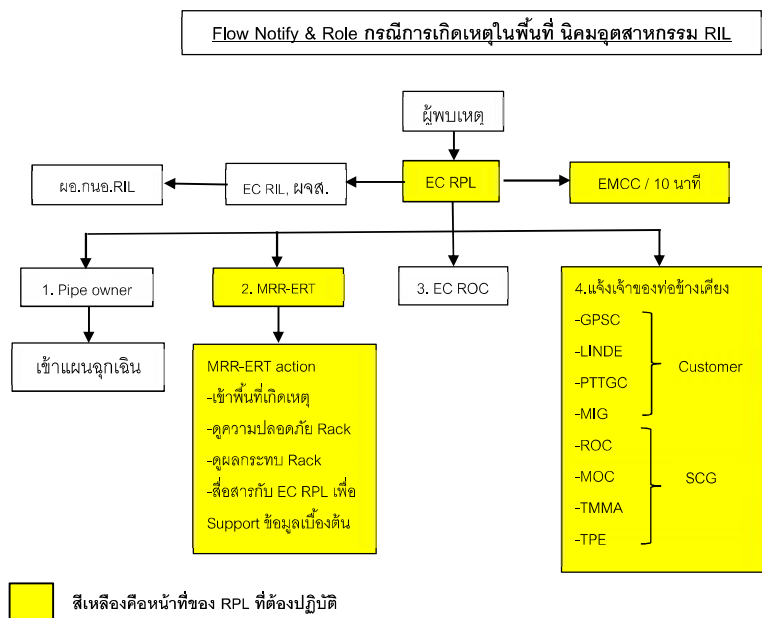 Flow Notify & Role กรณีการเกิดเหตุในพื้นที่ นิคมอุตสาหกรรม RIL
ผู้พบเหตุ
ผอ.กนอ.RIL
EC RIL, ผจส.
EC RPL
EMCC / 10 นาที
1. Pipe owner
2. MRR-ERT
3. EC ROC
4.แจ้งเจ้าของท่อข้างเคียง
-GPSC
-LINDE
-PTTGC
-MIG
Customer
-ROC
-MOC
-TMMA
-TPE
SCG
เข้าแผนฉุกเฉิน
MRR-ERT action
-เข้าพื้นที่เกิดเหตุ
-ดูความปลอดภัย Rack
-ดูผลกระทบ Rack
-สื่อสารกับ EC RPL เพื่อ
Support ข้อมูลเบื้องต้น
สีเหลืองคือหน้าที่ของ RPL ที่ต้องปฏิบัติ